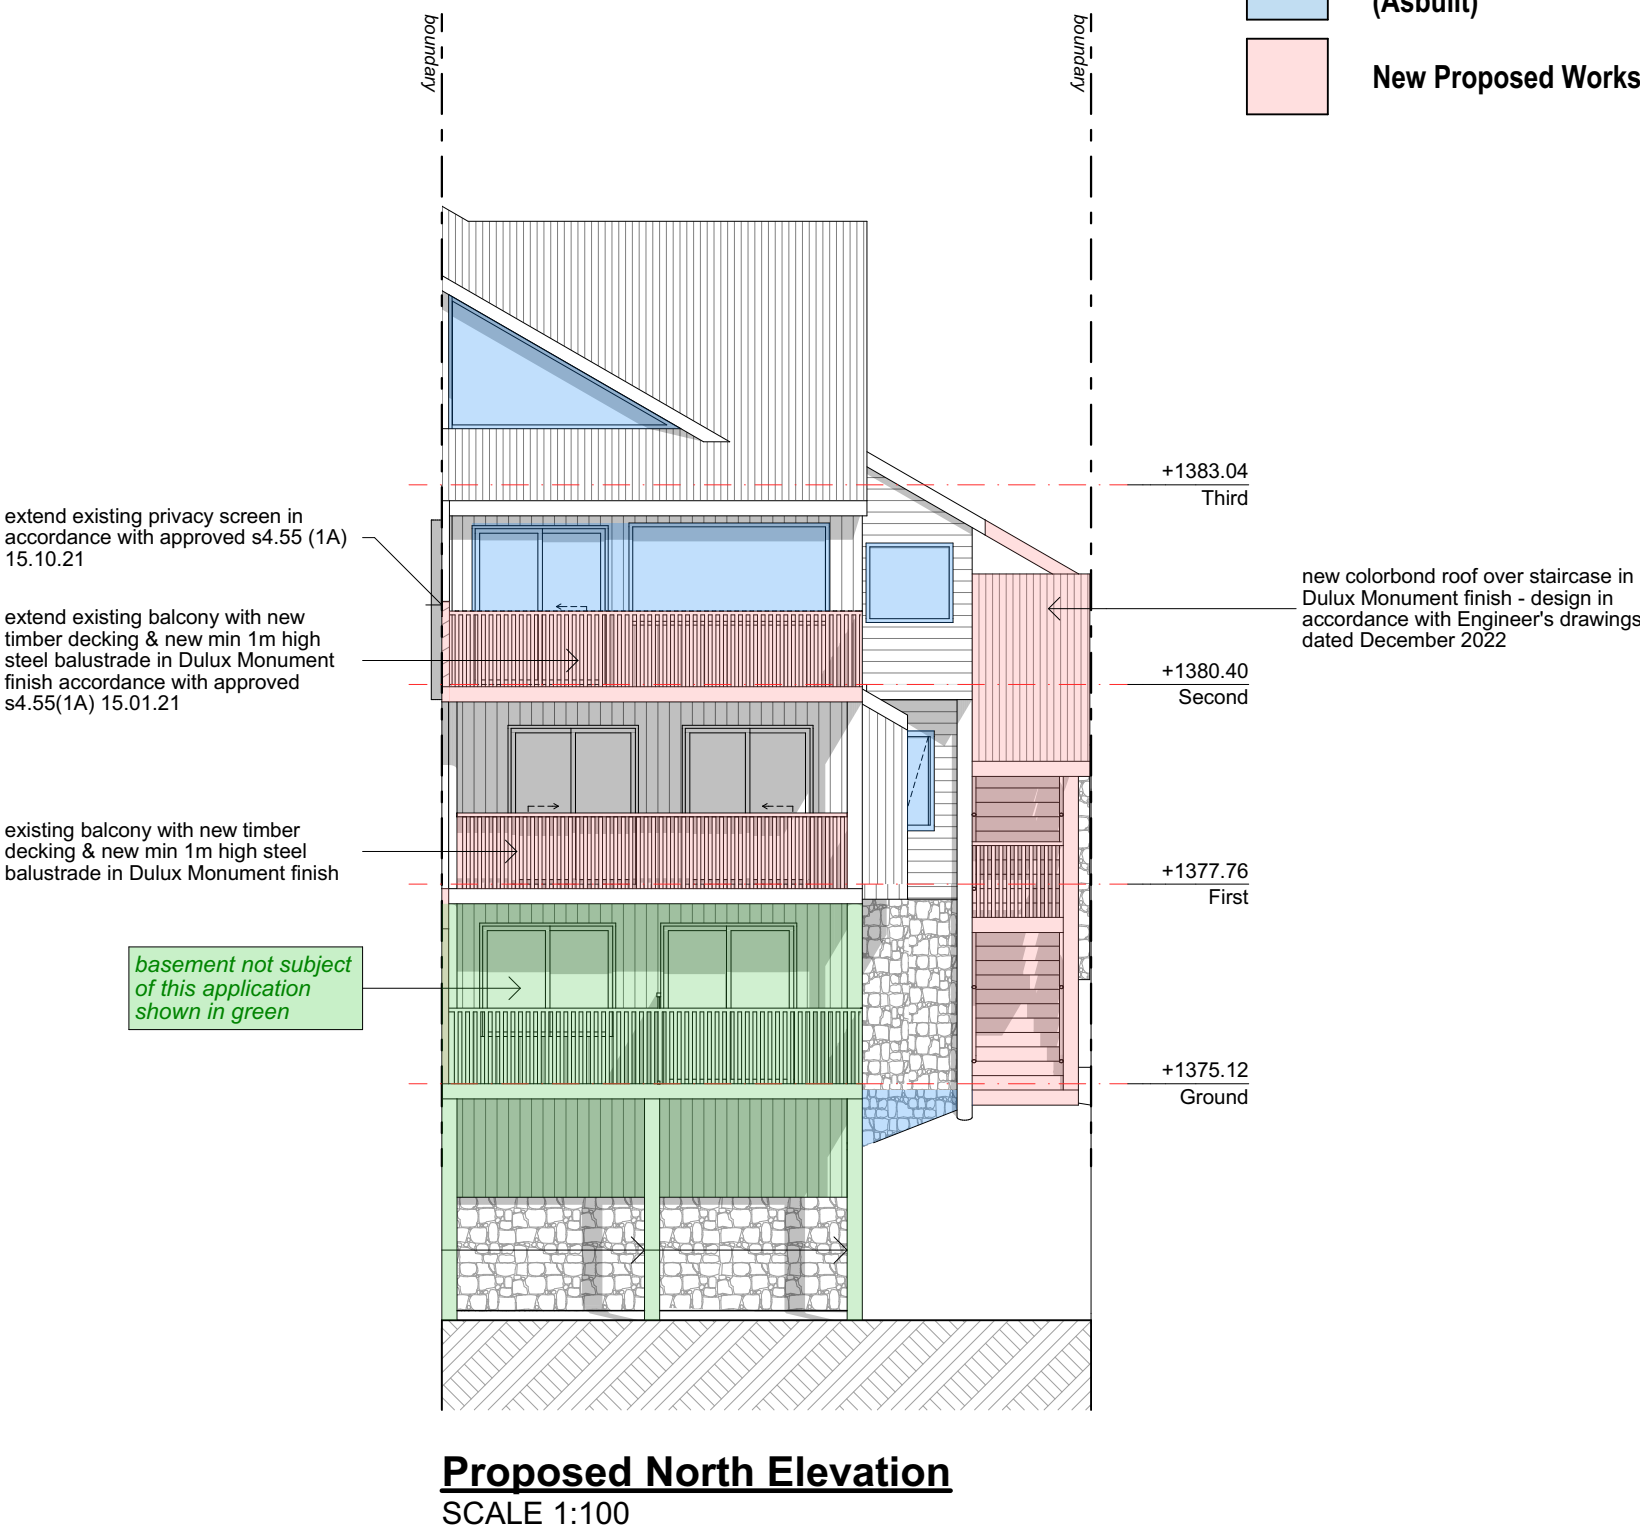 (Asbuilt)
New Proposed Works
boundary
boundary
extend existing privacy screen in
accordance with approved s4.55 (1A)
15.10.21
extend existing balcony with new
timber decking & new min 1m high
steel balustrade in Dulux Monument
finish accordance with approved
s4.55(1A) 15.01.21
existing balcony with new timber
decking & new min 1m high steel
balustrade in Dulux Monument finish
basement not subject
of this application
shown in green
+1383.04
Third
+1380.40
Second
+1377.76
First
+1375.12
Ground
new colorbond roof over staircase in
Dulux Monument finish - design in
accordance with Engineer's drawings
dated December 2022
Proposed North Elevation
SCALE 1:100